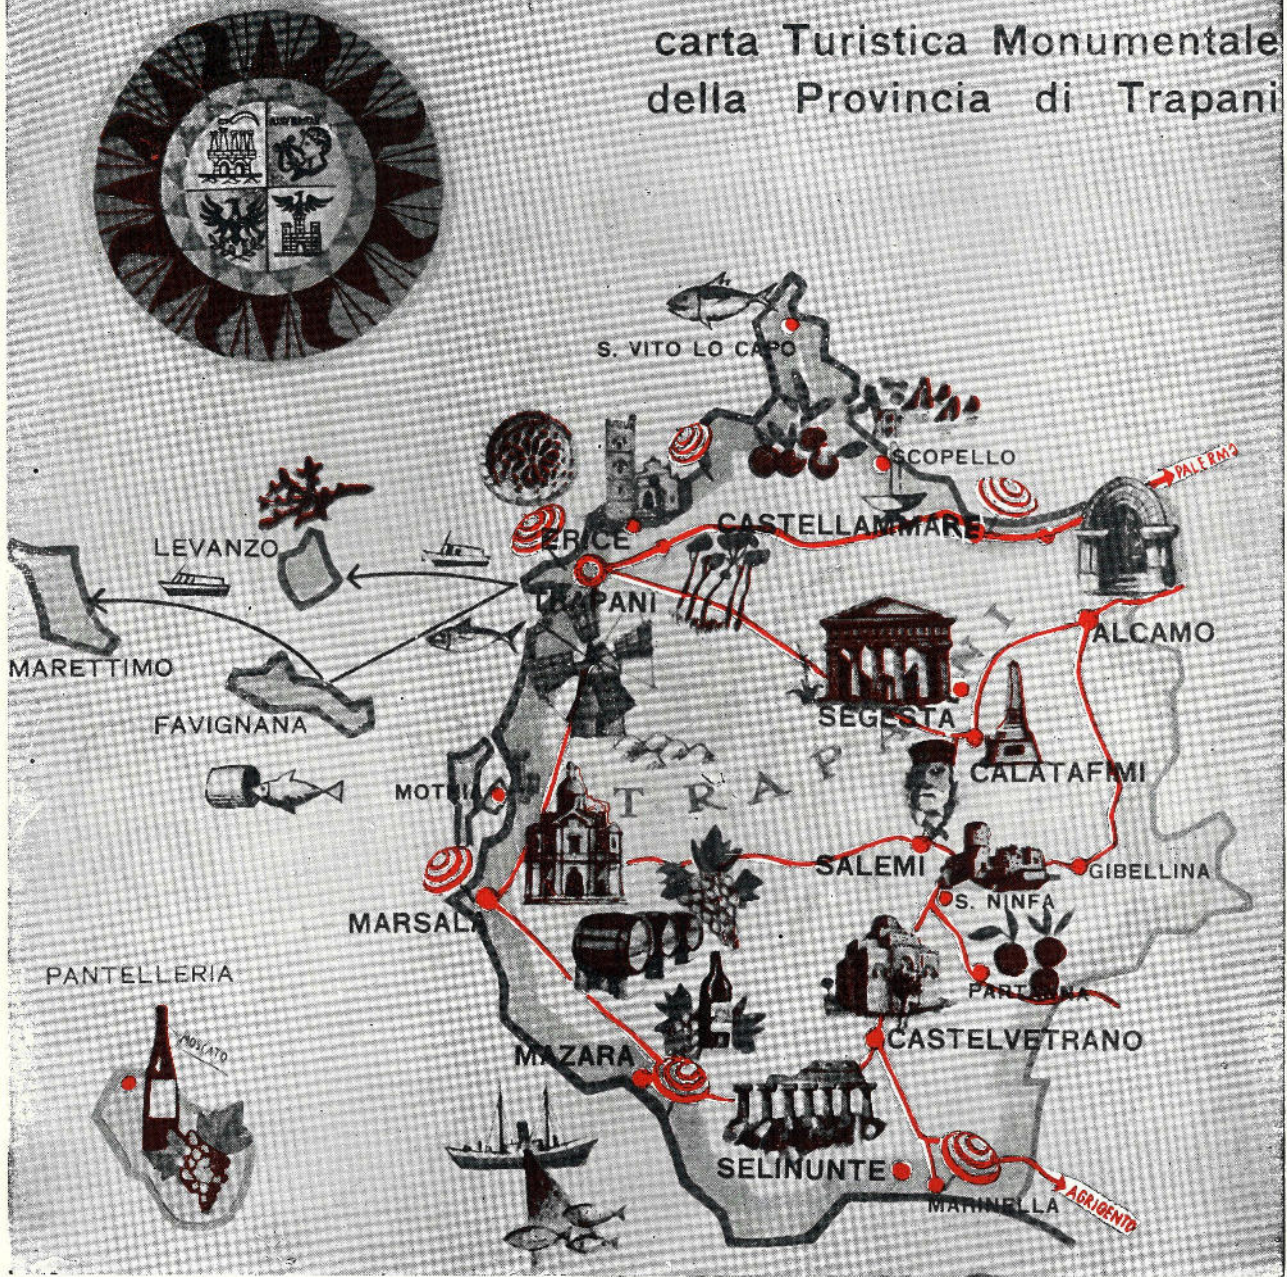 carta Turistica Monumentale
della Provincia di Trapani
S. VITO LO CAPO
SCOPELLO
PALERMO
LEVANZO
CASTELLAMMARE
ERICE
TRAPANI
ALCAMO
MARETTIMO
FAVIGNANA
SEGESTA
CALATAFIMI
MOTHIA
TRAPANI
SALEMI
GIBELLINA
S. NINFA
MARSALA
PANTELLERIA
PARTANNA
MOSCATO
CASTELVETRANO
MAZARA
SELINUNTE
MARINELLA
AGRIGENTO